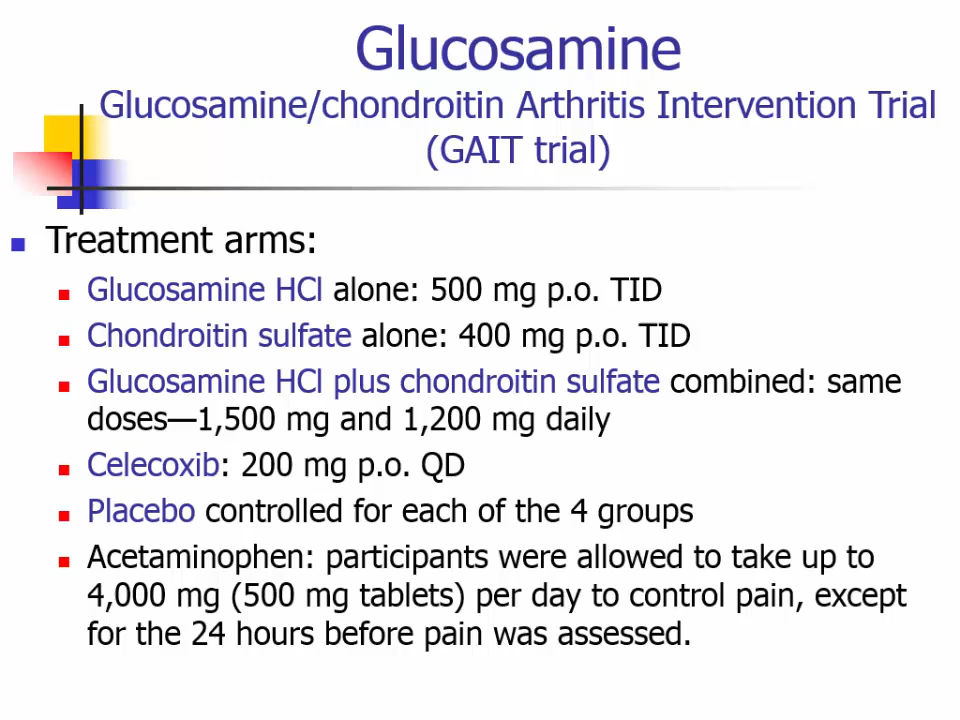 Glucosamine
Glucosamine/chondroitin Arthritis Intervention Trial
(GAIT trial)
Treatment arms:
Glucosamine HCl alone: 500 mg p.o. TID
Chondroitin sulfate alone: 400 mg p.o. TID
Glucosamine HCl plus chondroitin sulfate combined: same
doses—1,500 mg and 1,200 mg daily
Celecoxib: 200 mg p.o. QD
Placebo controlled for each of the 4 groups
Acetaminophen: participants were allowed to take up to
4,000 mg (500 mg tablets) per day to control pain, except
for the 24 hours before pain was assessed.